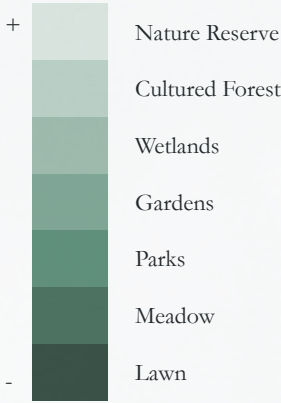 + Nature Reserve
Cultured Forest
Wetlands
Gardens
Parks
Meadow
- Lawn